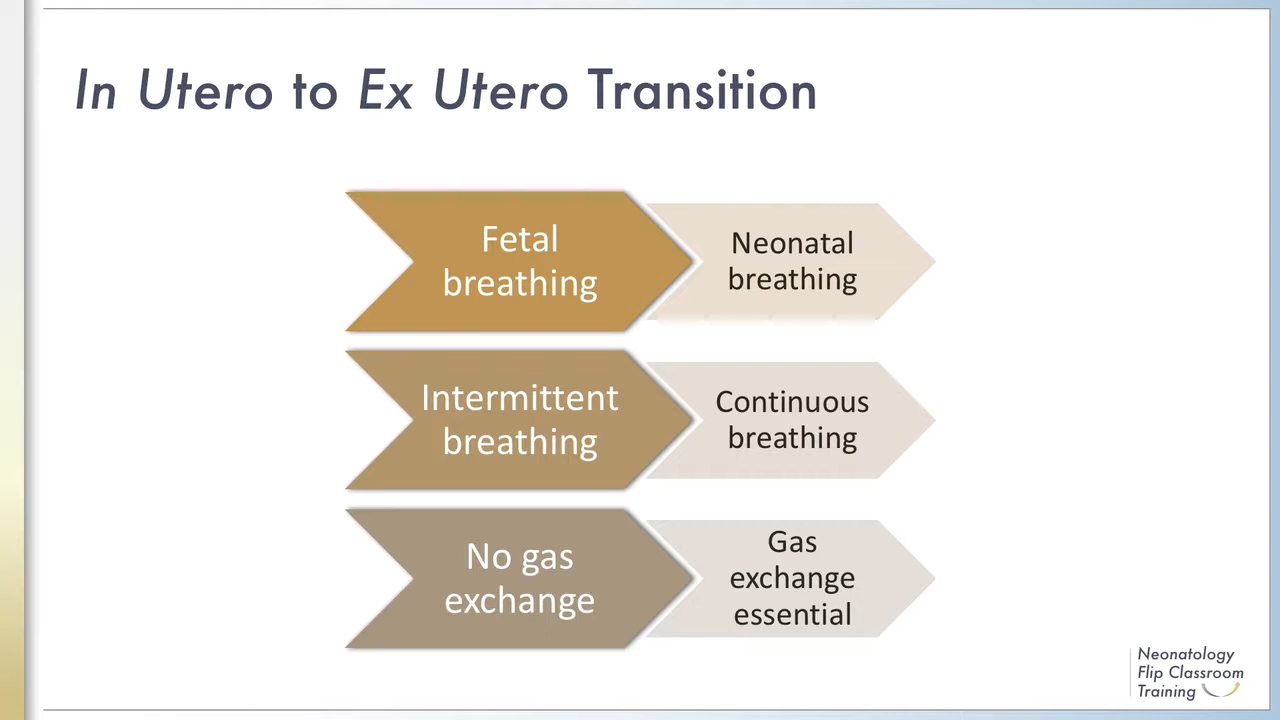 In Utero to Ex Utero Transition
Fetal
breathing
Neonatal
breathing
Intermittent
breathing
Continuous
breathing
No gas
exchange
Gas
exchange
essential
Neonatology
Flip Classroom
Training